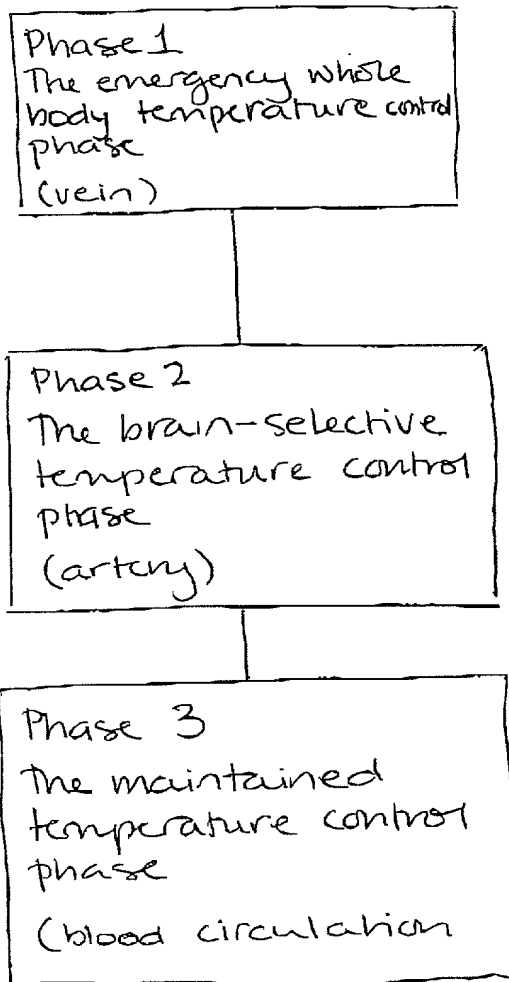 Phase 1
The emergency whole
body temperature control
phase
(vein)
Phase 2
The brain-selective
temperature control
phase
(artery)
Phase 3
The maintained
temperature control
phase
(blood circulation